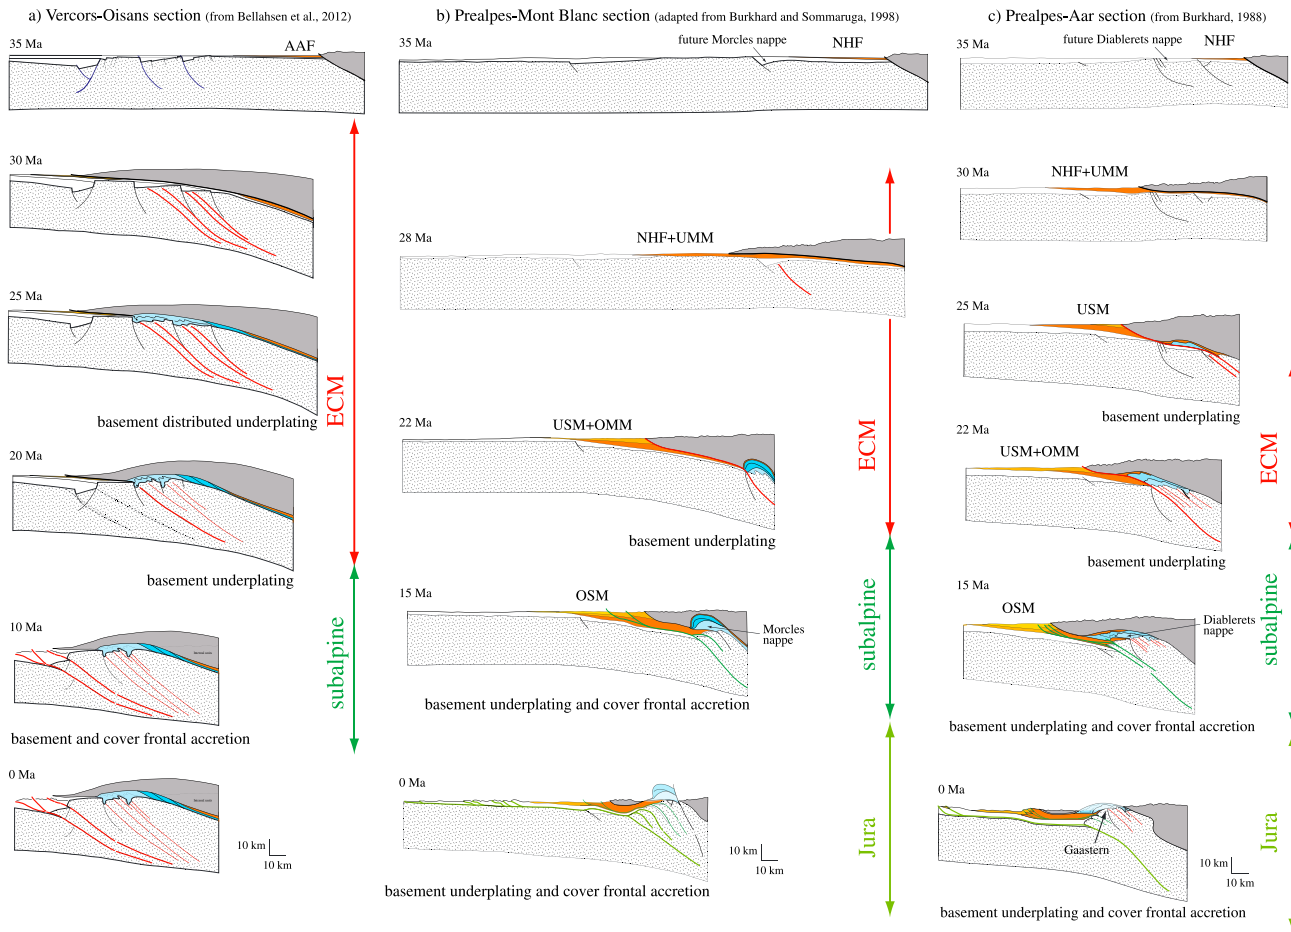 a) Vercors-Oisans section (from Bellahsen et al., 2012)
35 Ma
AAF
30 Ma
25 Ma
basement distributed underplating
20 Ma
basement underplating
10 Ma
basement and cover frontal accretion
0 Ma
10 km
10 km
ECM
subalpine
b) Prealpes-Mont Blanc section (adapted from Burkhard and Sommaruga, 1998)
35 Ma
future Morcles nappe
NHF
28 Ma
NHF+UMM
22 Ma
USM+OMM
basement underplating
15 Ma
OSM
Morcles
nappe
basement underplating and cover frontal accretion
0 Ma
10 km
10 km
basement underplating and cover frontal accretion
ECM
subalpine
Jura
c) Prealpes-Aar section (from Burkhard, 1988)
35 Ma
future Diablerets nappe
NHF
30 Ma
NHF+UMM
25 Ma
USM
basement underplating
22 Ma
USM+OMM
basement underplating
15 Ma
OSM
Diablerets
nappe
basement underplating and cover frontal accretion
0 Ma
Gaastern
10 km
10 km
basement underplating and cover frontal accretion
ECM
subalpine
Jura